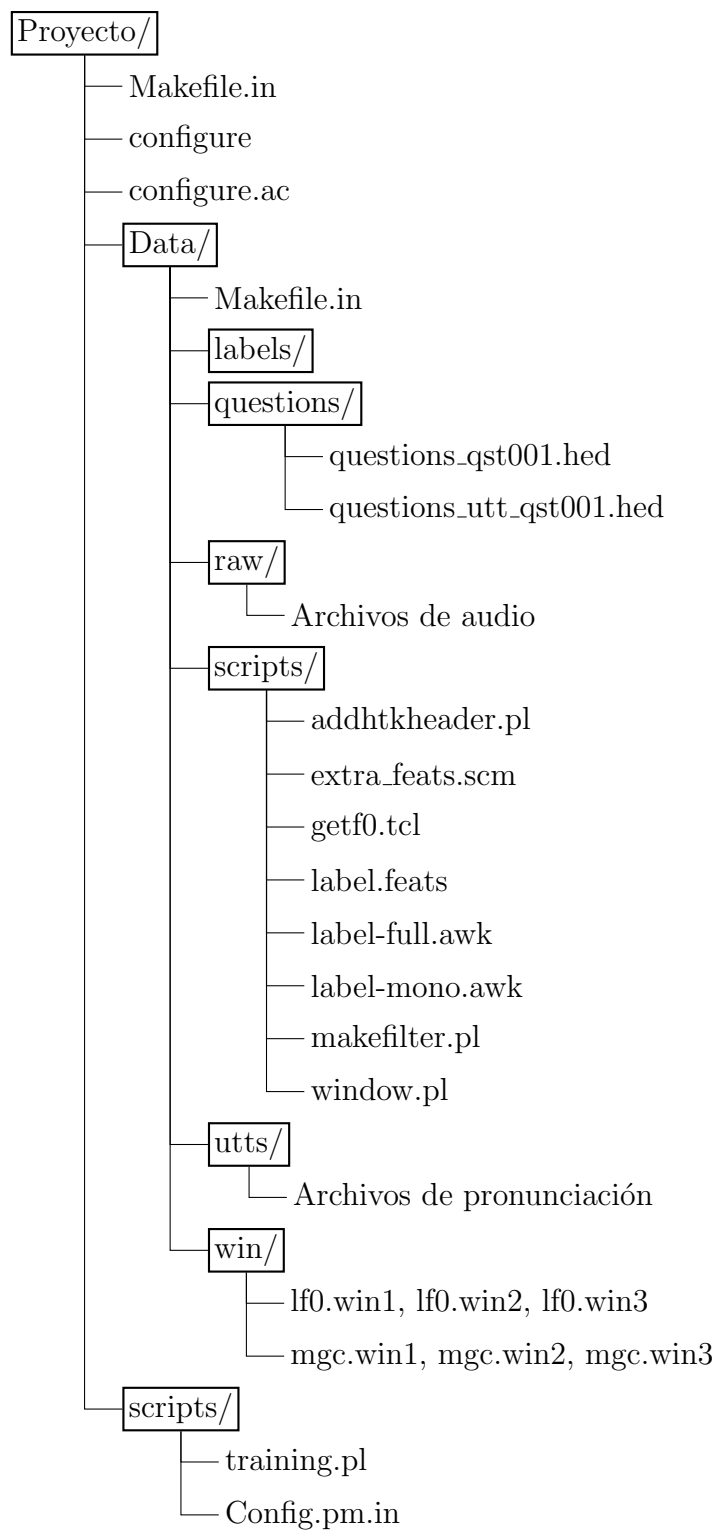 Proyecto/
Makefile.in
configure
configure.ac
Data/
Makefile.in
labels/
questions/
questions_qst001.hed
questions_utt_qst001.hed
raw/
Archivos de audio
scripts/
addhtkheader.pl
extra_feats.scm
getf0.tcl
label.feats
label-full.awk
label-mono.awk
makefilter.pl
window.pl
utts/
Archivos de pronunciación
win/
lf0.win1, lf0.win2, lf0.win3
mgc.win1, mgc.win2, mgc.win3
scripts/
training.pl
Config.pm.in